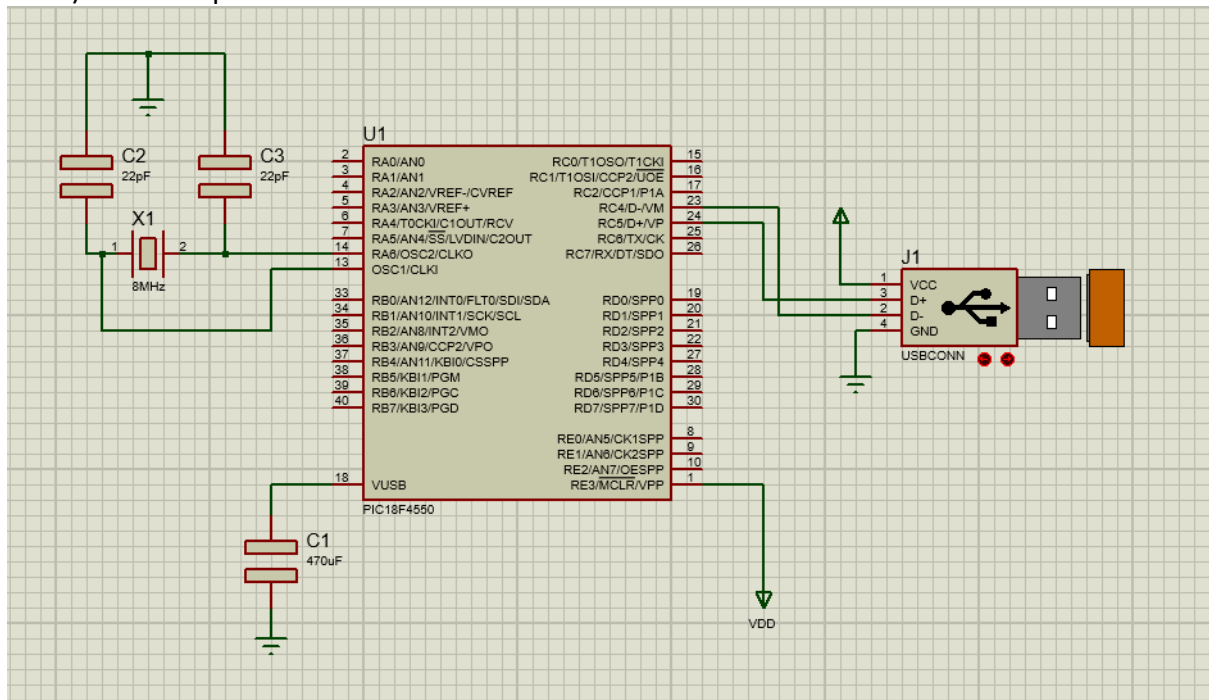 C2
22pF
C3
22pF
X1
1
2
8MHz
U1
2 RA0/AN0
3 RA1/AN1
4 RA2/AN2/VREF-/CVREF
5 RA3/AN3/VREF+
6 RA4/T0CKI/C1OUT/RCV
7 RA5/AN4/SS/LVDIN/C2OUT
14 RA6/OSC2/CLKO
13 OSC1/CLKI
33 RB0/AN12/INT0/FLT0/SDI/SDA
34 RB1/AN10/INT1/SCK/SCL
35 RB2/AN8/INT2/VMO
36 RB3/AN9/CCP2/VPO
37 RB4/AN11/KBI0/CSSPP
38 RB5/KBI1/PGM
39 RB6/KBI2/PGC
40 RB7/KBI3/PGD
18 VUSB
RC0/T1OSO/T1CKI 15
RC1/T1OSI/CCP2/UOE 16
RC2/CCP1/P1A 17
RC4/D-/VM 23
RC5/D+/VP 24
RC6/TX/CK 25
RC7/RX/DT/SDO 26
RD0/SPP0 19
RD1/SPP1 20
RD2/SPP2 21
RD3/SPP3 22
RD4/SPP4 27
RD5/SPP5/P1B 28
RD6/SPP6/P1C 29
RD7/SPP7/P1D 30
RE0/AN5/CK1SPP 8
RE1/AN6/CK2SPP 9
RE2/AN7/OESPP 10
RE3/MCLR/VPP 1
PIC18F4550
C1
470uF
VDD
J1
1 VCC
3 D+
2 D-
4 GND
USBCONN